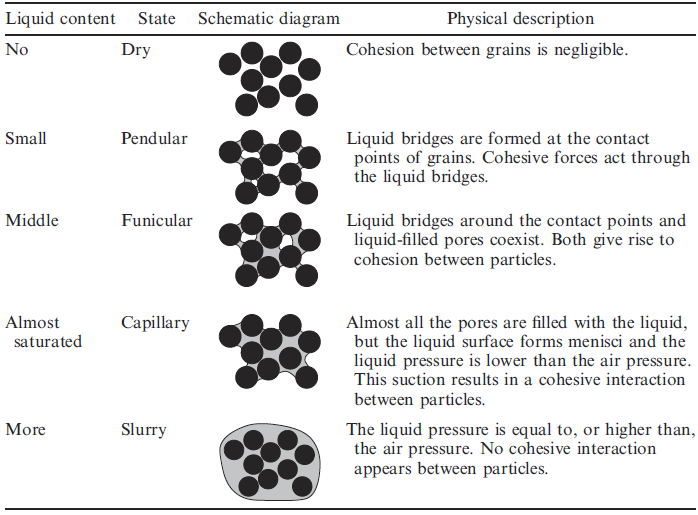 Liquid content State Schematic diagram Physical description
No Dry Cohesion between grains is negligible.
Small Pendular Liquid bridges are formed at the contact
points of grains. Cohesive forces act through
the liquid bridges.
Middle Funicular Liquid bridges around the contact points and
liquid-filled pores coexist. Both give rise to
cohesion between particles.
Almost Capillary Almost all the pores are filled with the liquid,
saturated but the liquid surface forms menisci and the
liquid pressure is lower than the air pressure.
This suction results in a cohesive interaction
between particles.
More Slurry The liquid pressure is equal to, or higher than,
the air pressure. No cohesive interaction
appears between particles.